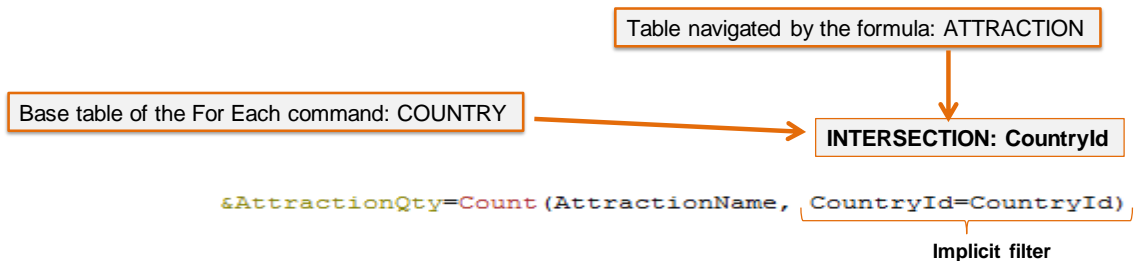 Table navigated by the formula: ATTRACTION
Base table of the For Each command: COUNTRY
INTERSECTION: CountryId
&AttractionQty=Count(AttractionName, CountryId=CountryId)
Implicit filter